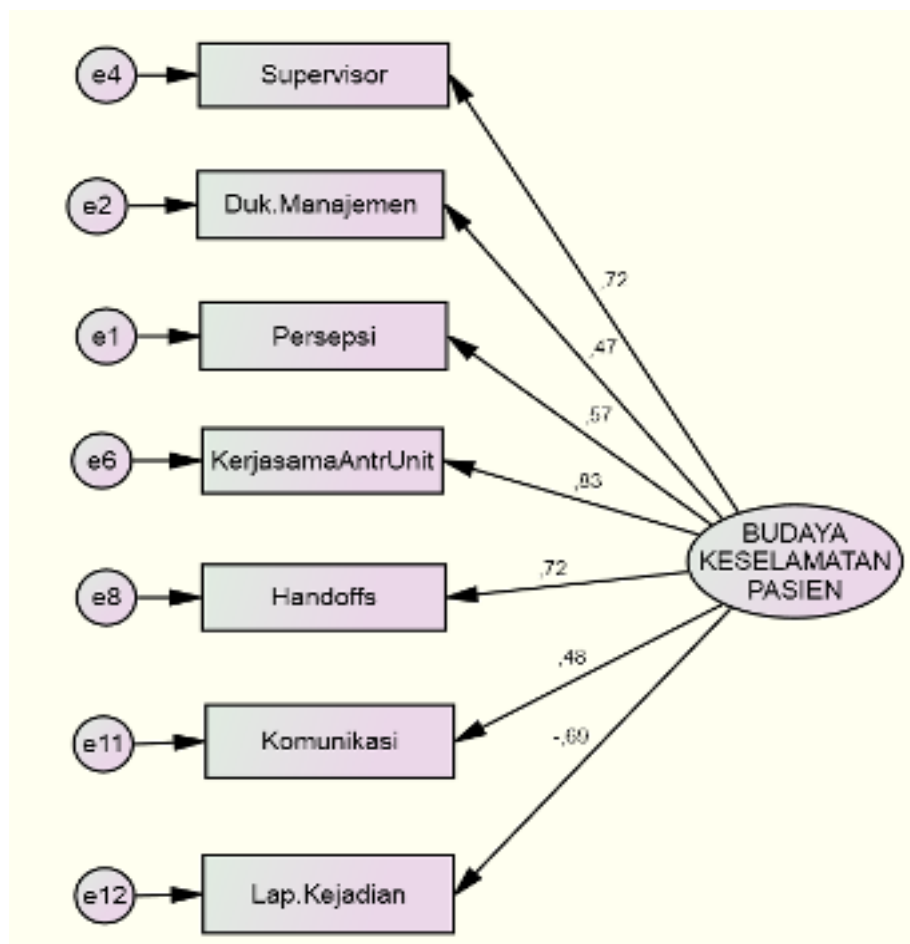 e4
Supervisor
e2
Duk.Manajemen
,72
e1
Persepsi
,47
,57
e6
KerjasamaAntrUnit
,83
BUDAYA
KESELAMATAN
PASIEN
e8
Handoffs
,72
,48
e11
Komunikasi
-,69
e12
Lap.Kejadian